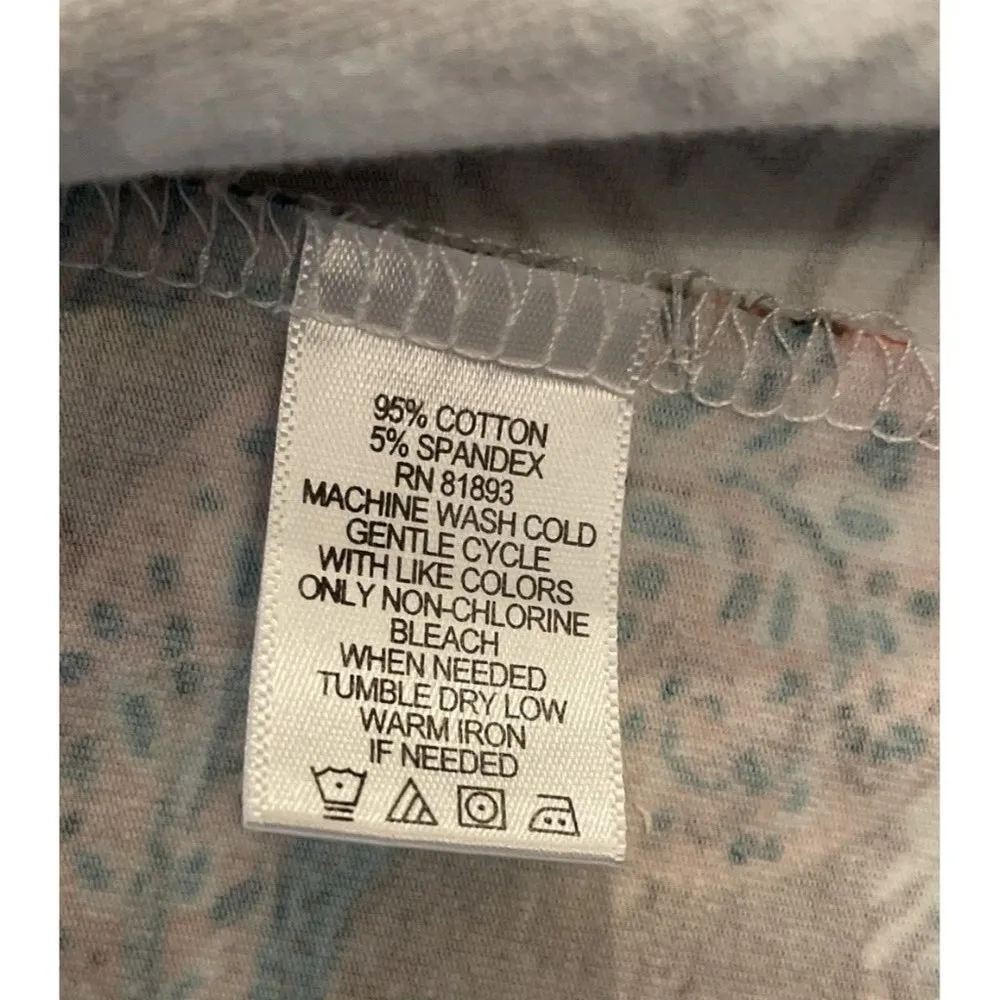 95% COTTON
5% SPANDEX
RN 81893
MACHINE WASH COLD
GENTLE CYCLE
WITH LIKE COLORS
ONLY NON-CHLORINE
BLEACH
WHEN NEEDED
TUMBLE DRY LOW
WARM IRON
IF NEEDED